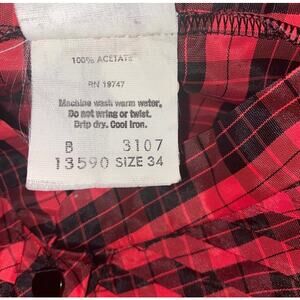 100% ACETATE
RN 19747
Machine wash warm water.
Do not wring or twist.
Drip dry. Cool iron.
B 3107
13590 SIZE 34